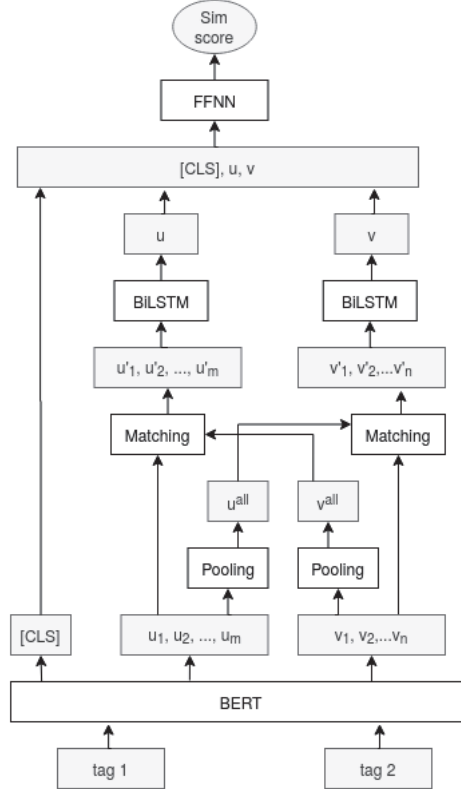 Sim
score
FFNN
[CLS], u, v
u
v
BiLSTM
BiLSTM
u'₁, u'₂, ..., u'ₘ
v'₁, v'₂,...v'ₙ
Matching
Matching
uᵃˡˡ
vᵃˡˡ
Pooling
Pooling
[CLS]
u₁, u₂, ..., uₘ
v₁, v₂,...vₙ
BERT
tag 1
tag 2